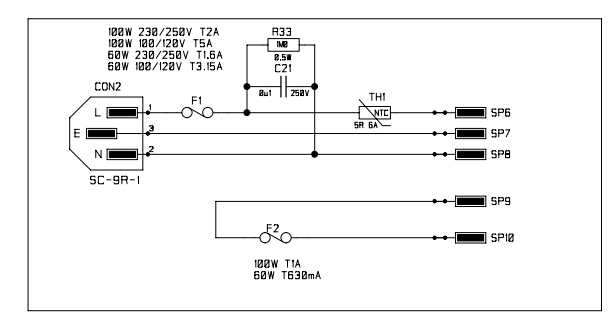 100W 230/250V T2A
100W 100/120V T5A
60W 230/250V T1.6A
60W 100/120V T3.15A
R33
1M0
0.5W
C21
0u1 250V
CON2
L 1
F1
TH1
NTC
5R 6A
SP6
E 3
SP7
N 2
SP8
SC-9R-1
SP9
F2
SP10
100W T1A
60W T630mA